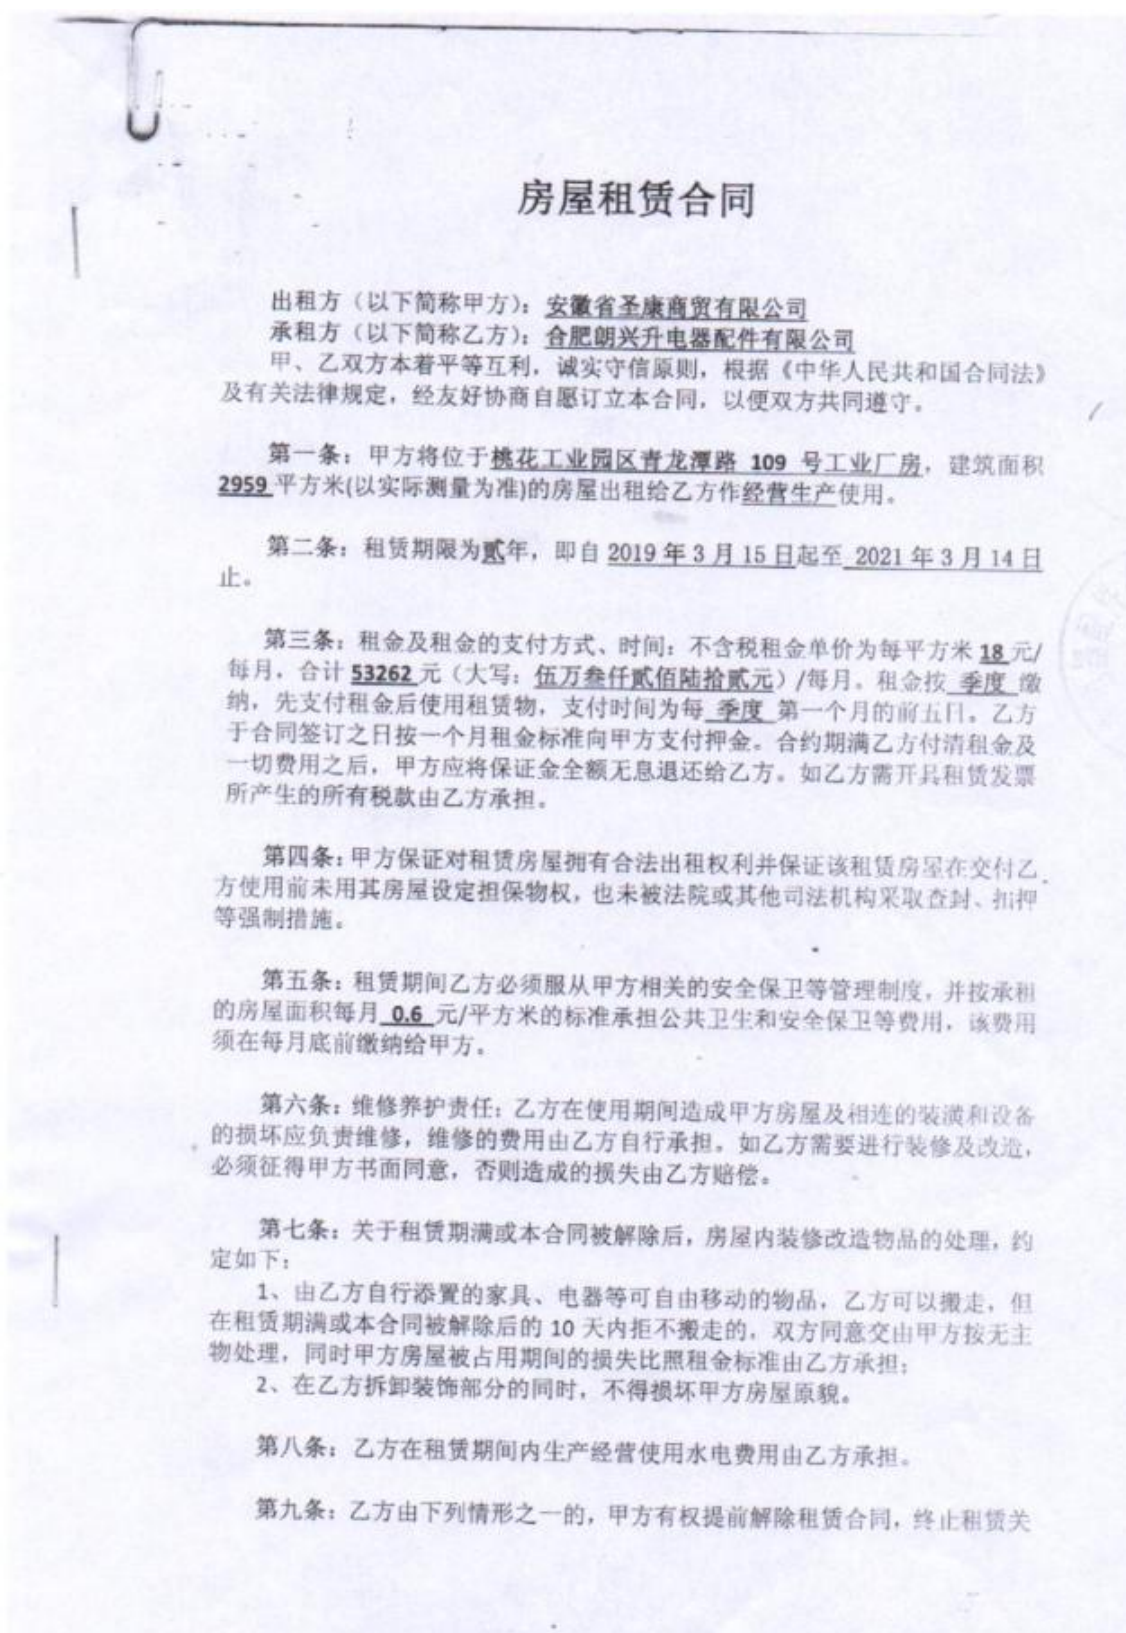 房屋租赁合同
出租方（以下简称甲方）：安徽省圣康商贸有限公司
承租方（以下简称乙方）：合肥朗兴升电器配件有限公司
甲、乙双方本着平等互利，诚实守信原则，根据《中华人民共和国合同法》
及有关法律规定，经友好协商自愿订立本合同，以便双方共同遵守。
第一条：甲方将位于桃花工业园区青龙潭路 109 号工业厂房，建筑面积
2959 平方米(以实际测量为准)的房屋出租给乙方作经营生产使用。
第二条：租赁期限为贰年，即自 2019 年 3 月 15 日起至 2021 年 3 月 14 日
止。
第三条：租金及租金的支付方式、时间：不含税租金单价为每平方米 18 元/
每月，合计 53262 元（大写：伍万叁仟贰佰陆拾贰元）/每月。租金按 季度 缴
纳，先支付租金后使用租赁物，支付时间为每 季度 第一个月的前五日。乙方
于合同签订之日按一个月租金标准向甲方支付押金。合约期满乙方付清租金及
一切费用之后，甲方应将保证金全额无息退还给乙方。如乙方需开具租赁发票
所产生的所有税款由乙方承担。
第四条：甲方保证对租赁房屋拥有合法出租权利并保证该租赁房屋在交付乙
方使用前未用其房屋设定担保物权，也未被法院或其他司法机构采取查封、扣押
等强制措施。
第五条：租赁期间乙方必须服从甲方相关的安全保卫等管理制度，并按承租
的房屋面积每月 0.6 元/平方米的标准承担公共卫生和安全保卫等费用，该费用
须在每月底前缴纳给甲方。
第六条：维修养护责任：乙方在使用期间造成甲方房屋及相连的装潢和设备
的损坏应负责维修，维修的费用由乙方自行承担。如乙方需要进行装修及改造，
必须征得甲方书面同意，否则造成的损失由乙方赔偿。
第七条：关于租赁期满或本合同被解除后，房屋内装修改造物品的处理，约
定如下：
1、由乙方自行添置的家具、电器等可自由移动的物品，乙方可以搬走，但
在租赁期满或本合同被解除后的 10 天内拒不搬走的，双方同意交由甲方按无主
物处理，同时甲方房屋被占用期间的损失比照租金标准由乙方承担；
2、在乙方拆卸装饰部分的同时，不得损坏甲方房屋原貌。
第八条：乙方在租赁期间内生产经营使用水电费用由乙方承担。
第九条：乙方由下列情形之一的，甲方有权提前解除租赁合同，终止租赁关